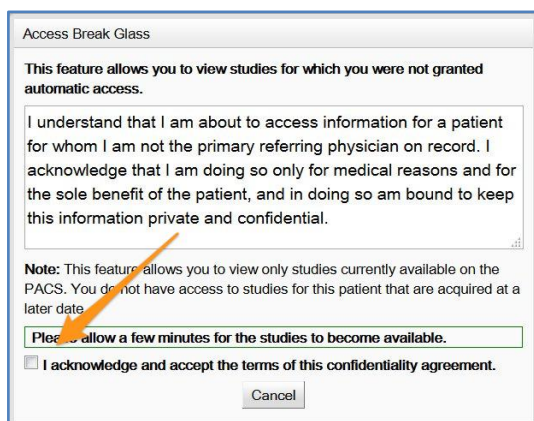 Access Break Glass
This feature allows you to view studies for which you were not granted
automatic access.
I understand that I am about to access information for a patient
for whom I am not the primary referring physician on record. I
acknowledge that I am doing so only for medical reasons and for
the sole benefit of the patient, and in doing so am bound to keep
this information private and confidential.
Note: This feature allows you to view only studies currently available on the
PACS. You do not have access to studies for this patient that are acquired at a
later date.
Please allow a few minutes for the studies to become available.
I acknowledge and accept the terms of this confidentiality agreement.
Cancel